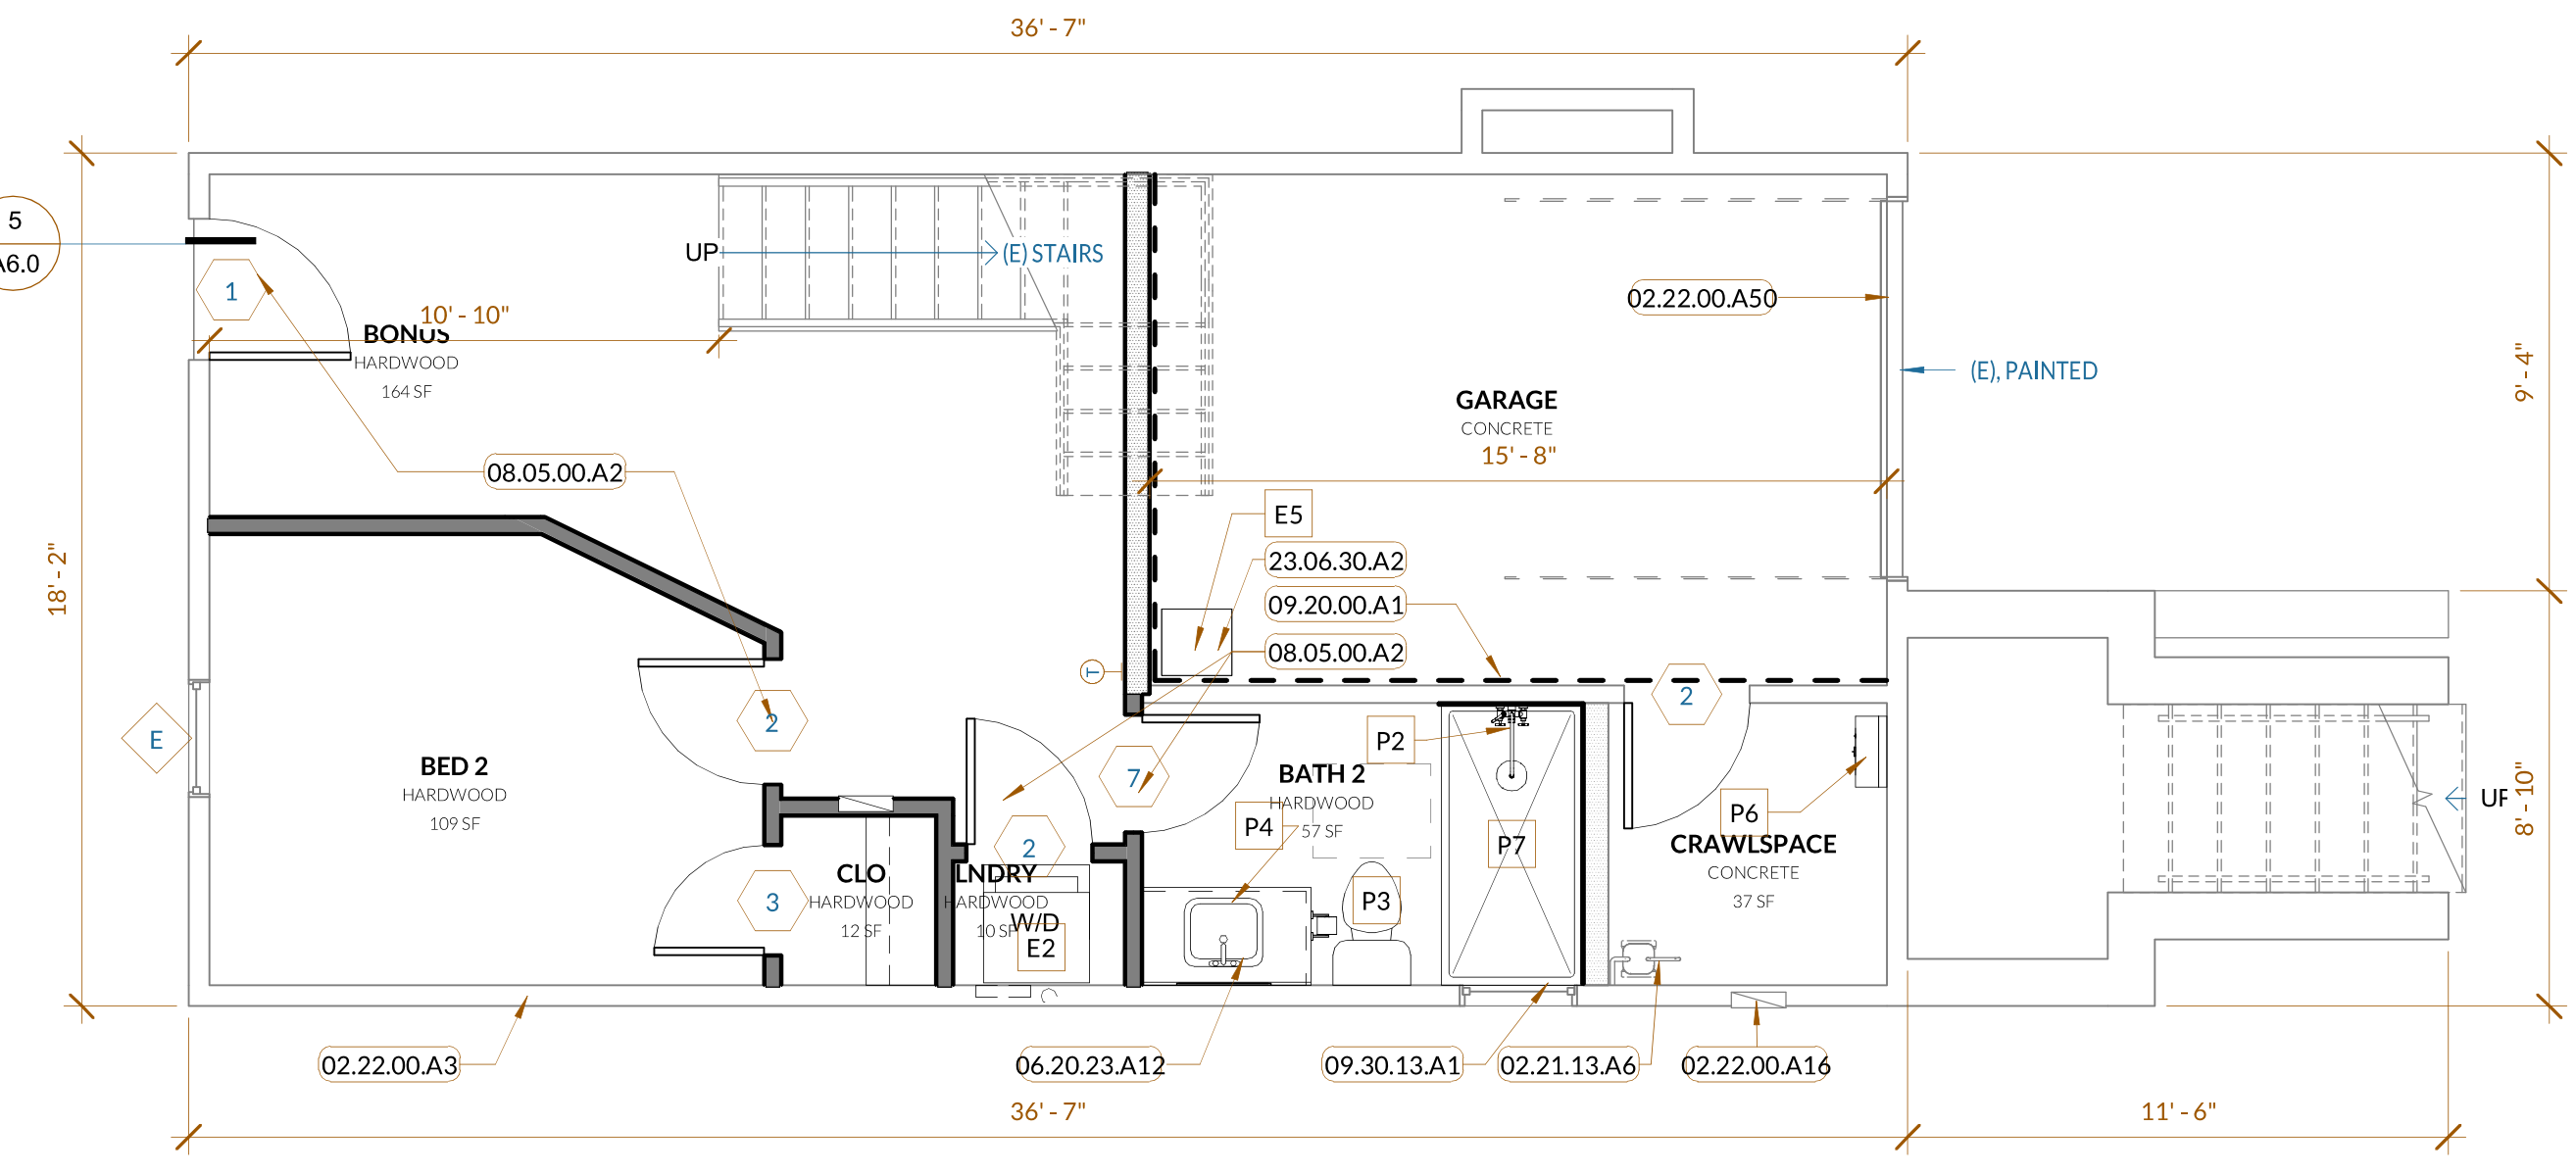 36' - 7"
5
A6.0
1
UP
(E) STAIRS
02.22.00.A50
10' - 10"
BONUS
HARDWOOD
164 SF
(E), PAINTED
9' - 4"
GARAGE
CONCRETE
15' - 8"
08.05.00.A2
E5
23.06.30.A2
09.20.00.A1
08.05.00.A2
18' - 2"
T
2
2
E
P2
7
BED 2
HARDWOOD
109 SF
BATH 2
HARDWOOD
57 SF
P4
P7
P6
UP
8' - 10"
2
CRAWLSPACE
CONCRETE
37 SF
3
CLO
HARDWOOD
12 SF
LNDRY
HARDWOOD
10 SF
W/D
E2
P3
02.22.00.A3
06.20.23.A12
09.30.13.A1
02.21.13.A6
02.22.00.A16
36' - 7"
11' - 6"